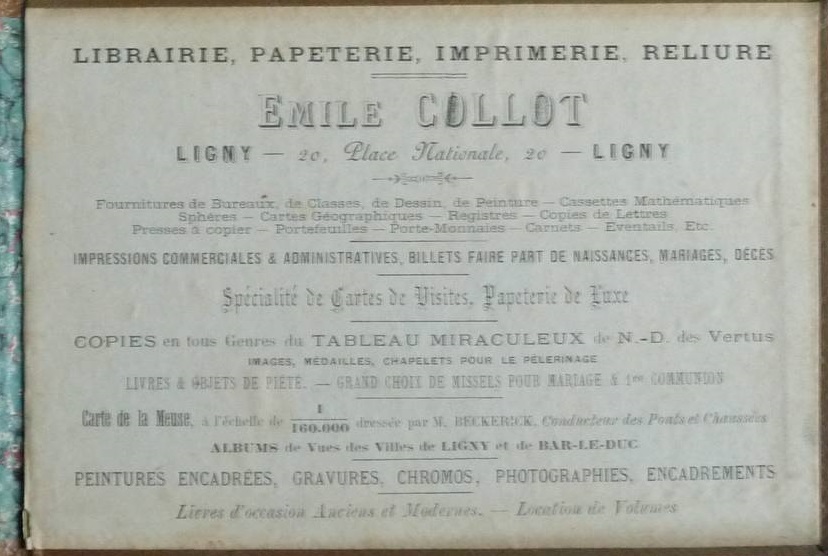 LIBRAIRIE, PAPETERIE, IMPRIMERIE, RELIURE
EMILE COLLOT
LIGNY — 20, Place Nationale, 20 — LIGNY
Fournitures de Bureaux, de Classes, de Dessin, de Peinture — Cassettes Mathématiques
Sphères — Cartes Géographiques — Registres — Copies de Lettres
Presses à copier — Portefeuilles — Porte-Monnaies — Carnets — Eventails, Etc.
IMPRESSIONS COMMERCIALES & ADMINISTRATIVES, BILLETS FAIRE PART DE NAISSANCES, MARIAGES, DÉCÈS
Spécialité de Cartes de Visites, Papeterie de Luxe
COPIES en tous Genres du TABLEAU MIRACULEUX de N.-D. des Vertus
IMAGES, MÉDAILLES, CHAPELETS POUR LE PÈLERINAGE
LIVRES & OBJETS DE PIÉTÉ. — GRAND CHOIX DE MISSELS POUR MARIAGE & 1re COMMUNION
Carte de la Meuse, à l'échelle de 1/160.000 dressée par M. BECKERICK, Conducteur des Ponts et Chaussées
ALBUMS de Vues des Villes de LIGNY et de BAR-LE-DUC
PEINTURES ENCADRÉES, GRAVURES, CHROMOS, PHOTOGRAPHIES, ENCADREMENTS
Livres d'occasion Anciens et Modernes. — Location de Volumes